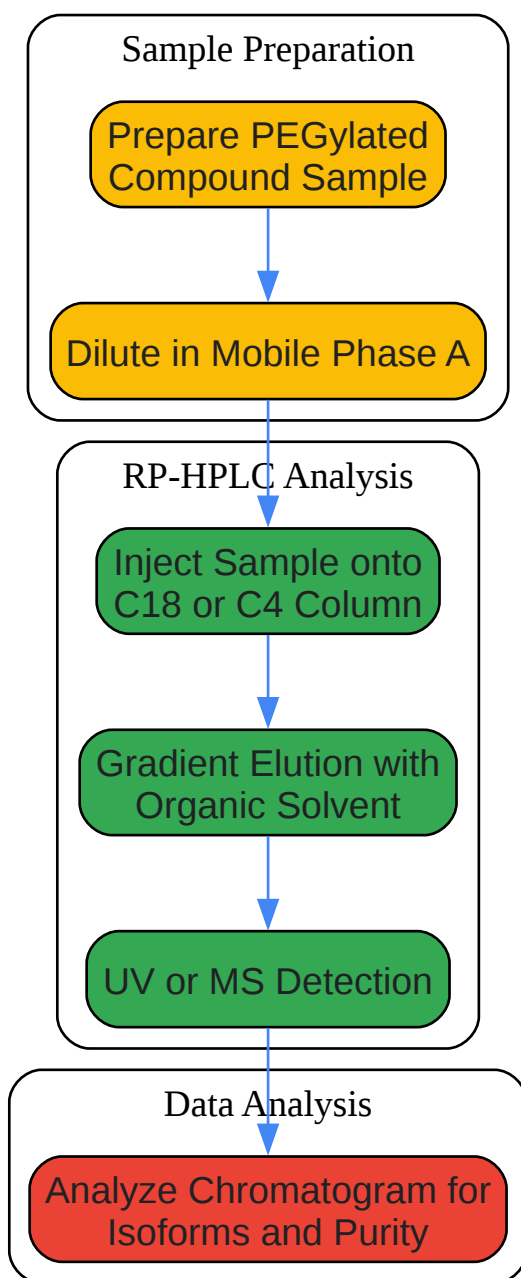 Sample Preparation
Prepare PEGylated
Compound Sample
Dilute in Mobile Phase A
RP-HPLC Analysis
Inject Sample onto
C18 or C4 Column
Gradient Elution with
Organic Solvent
UV or MS Detection
Data Analysis
Analyze Chromatogram for
Isoforms and Purity